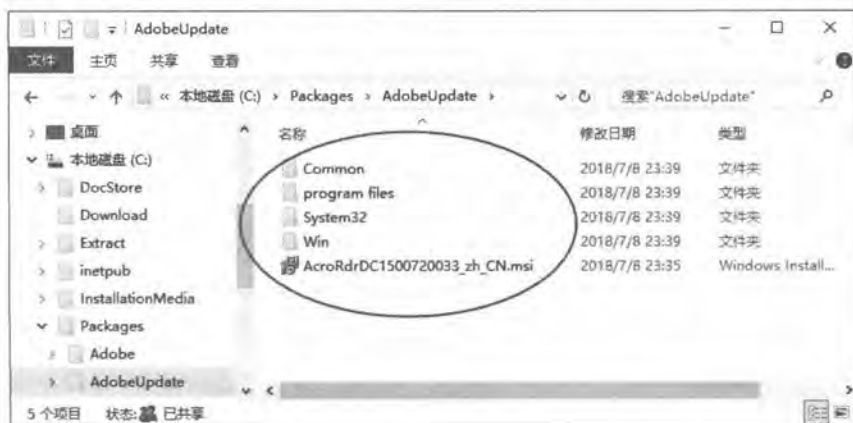 AdobeUpdate
文件 主页 共享 查看
« 本地磁盘 (C:) › Packages › AdobeUpdate › 搜索"AdobeUpdate"
桌面
本地磁盘 (C:)
DocStore
Download
Extract
inetpub
InstallationMedia
Packages
Adobe
AdobeUpdate
名称 修改日期 类型
Common 2018/7/8 23:39 文件夹
program files 2018/7/8 23:39 文件夹
System32 2018/7/8 23:39 文件夹
Win 2018/7/8 23:39 文件夹
AcroRdrDC1500720033_zh_CN.msi 2018/7/8 23:35 Windows Install...
5 个项目 状态: 已共享